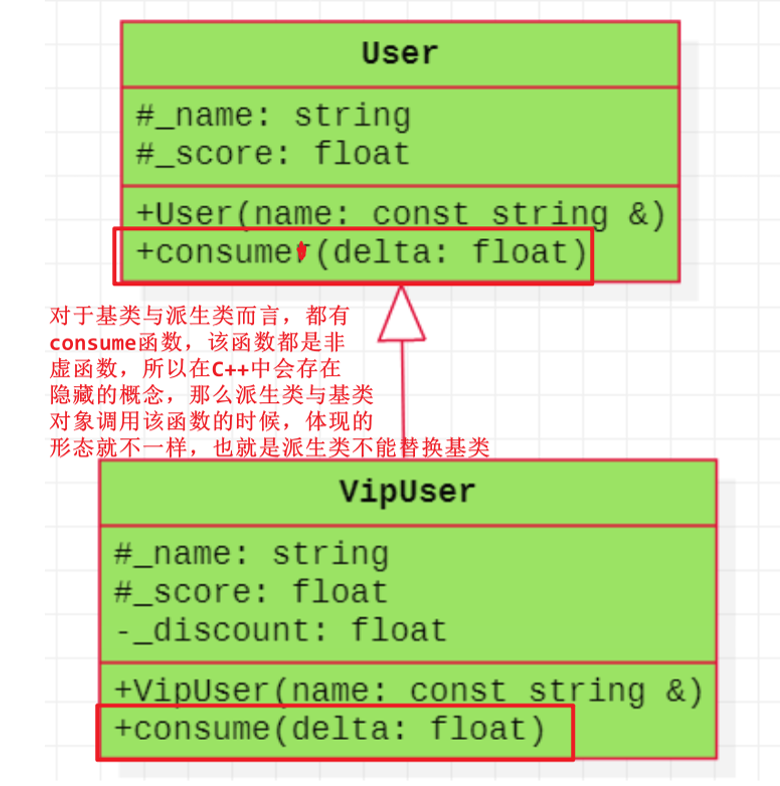 User
#_name: string
#_score: float
+User(name: const string &)
+consumer(delta: float)
对于基类与派生类而言，都有
consume函数，该函数都是非
虚函数，所以在C++中会存在
隐藏的概念，那么派生类与基类
对象调用该函数的时候，体现的
形态就不一样，也就是派生类不能替换基类
VipUser
#_name: string
#_score: float
-_discount: float
+VipUser(name: const string &)
+consume(delta: float)